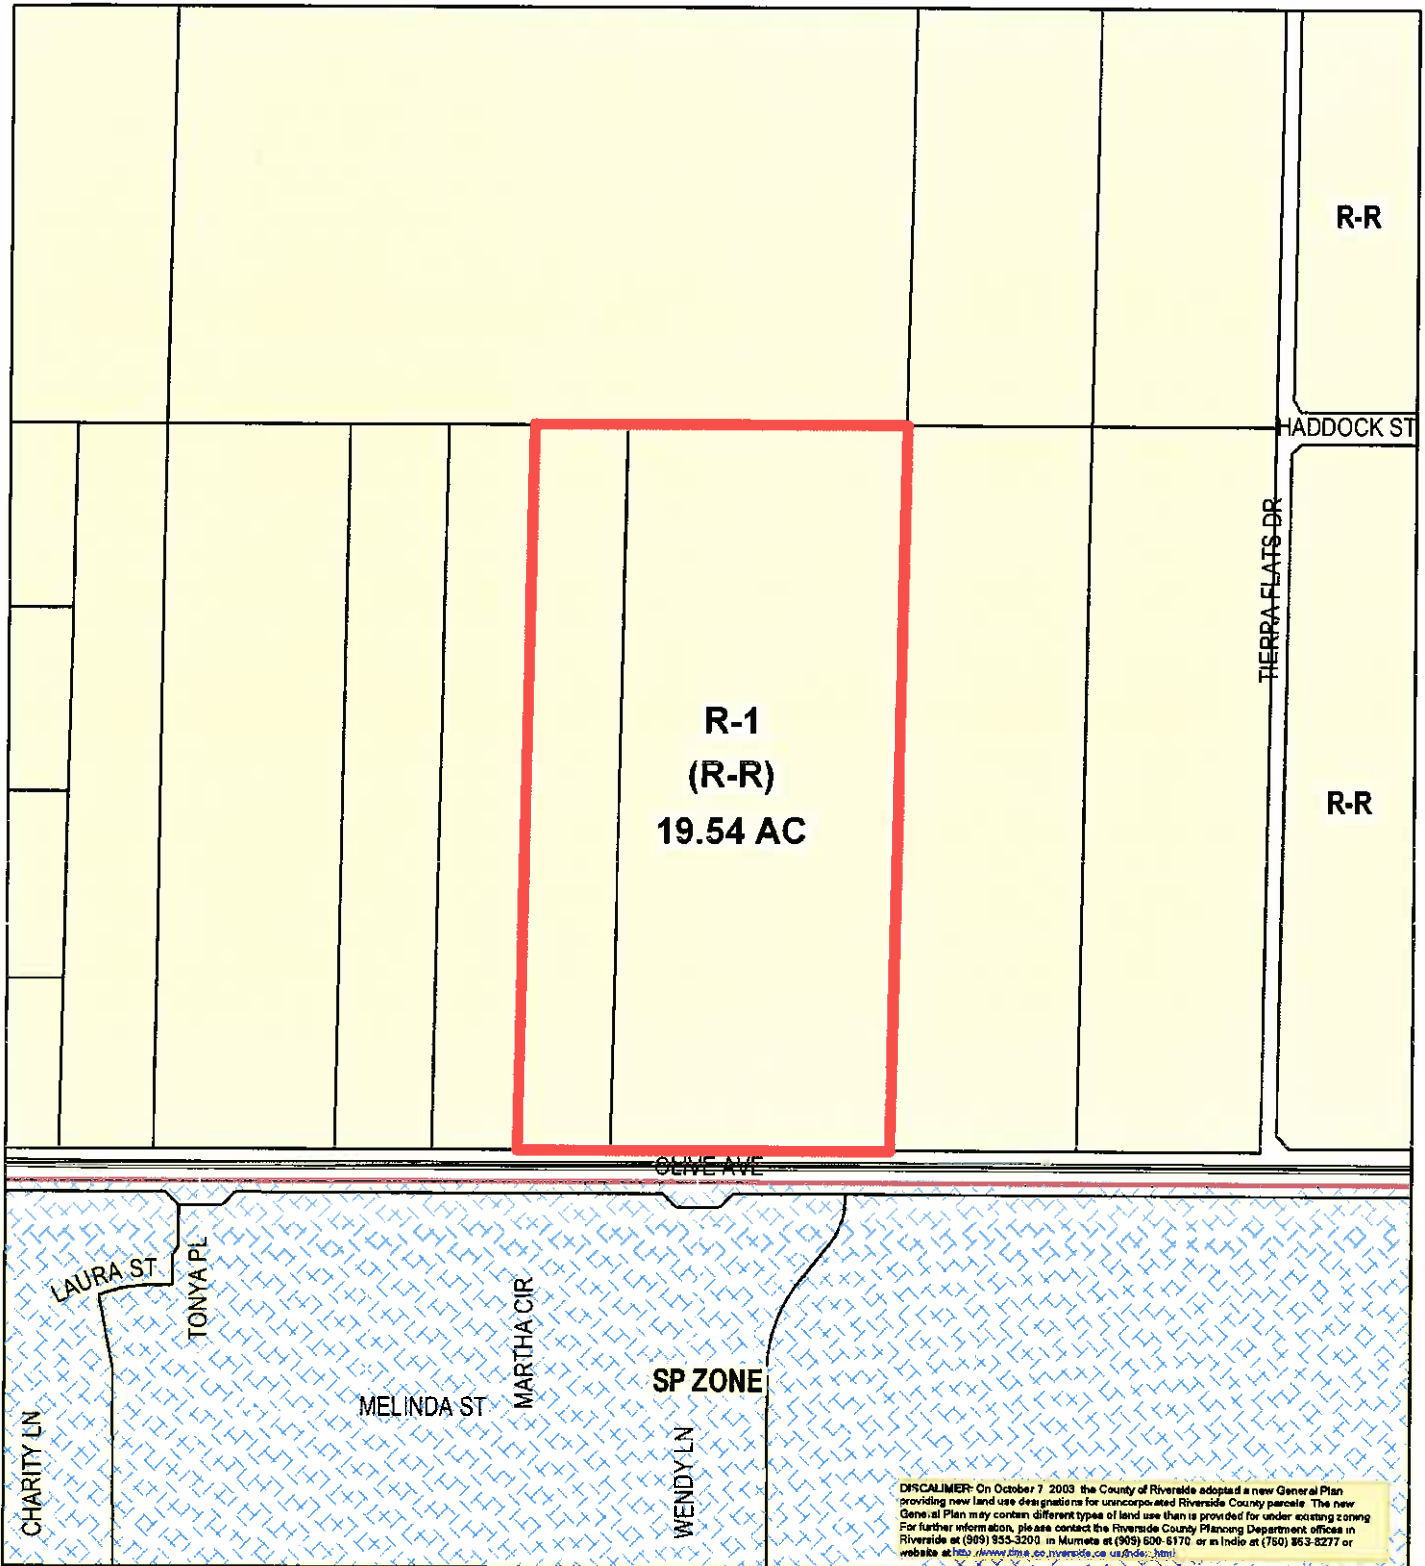 R-R
HADDOCK ST
TIERRA FLATS DR
R-1
(R-R)
19.54 AC
R-R
OLIVE AVE
LAURA ST
TONYA PL
MARTHA CIR
SP ZONE
MELINDA ST
CHARITY LN
WENDY LN
DISCALIMER: On October 7 2003 the County of Riverside adopted a new General Plan
providing new land use designations for unincorporated Riverside County parcels The new
General Plan may contain different types of land use than is provided for under existing zoning
For further information, please contact the Riverside County Planning Department offices in
Riverside at (909) 955-3200 in Murrieta at (909) 600-6170 or in Indio at (760) 863-8277 or
website at